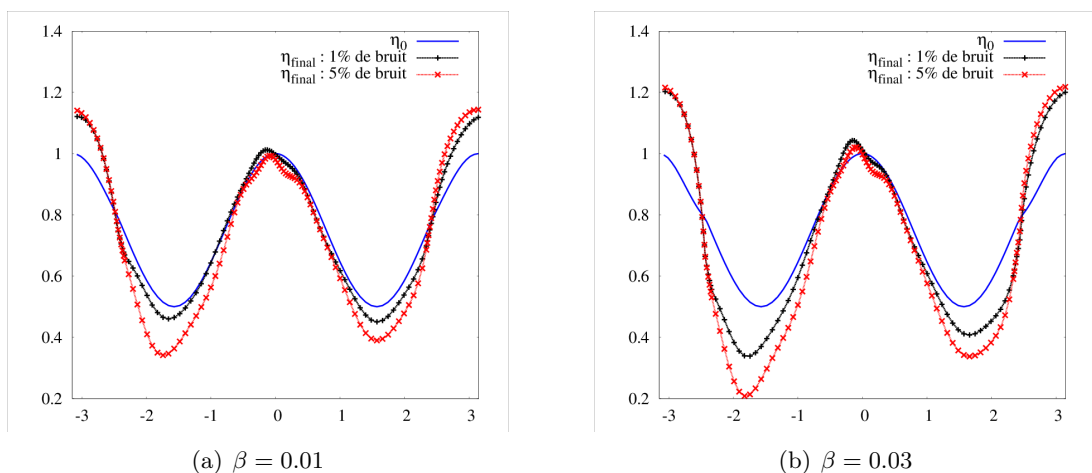 1.4
η0
ηfinal : 1% de bruit
ηfinal : 5% de bruit
1.2
1
0.8
0.6
0.4
0.2
-3 -2 -1 0 1 2 3
(a) β = 0.01
1.4
η0
ηfinal : 1% de bruit
ηfinal : 5% de bruit
1.2
1
0.8
0.6
0.4
0.2
-3 -2 -1 0 1 2 3
(b) β = 0.03